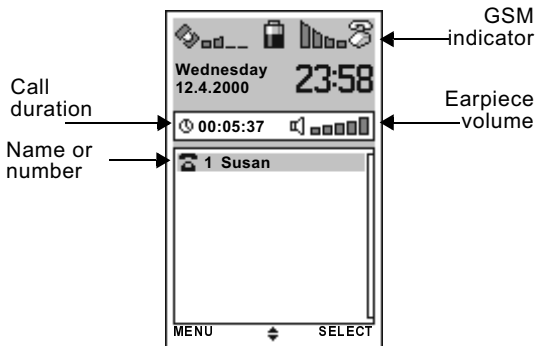 GSM
indicator
Wednesday
12.4.2000
23:58
Call
duration
00:05:37
Earpiece
volume
Name or
number
1 Susan
MENU
SELECT